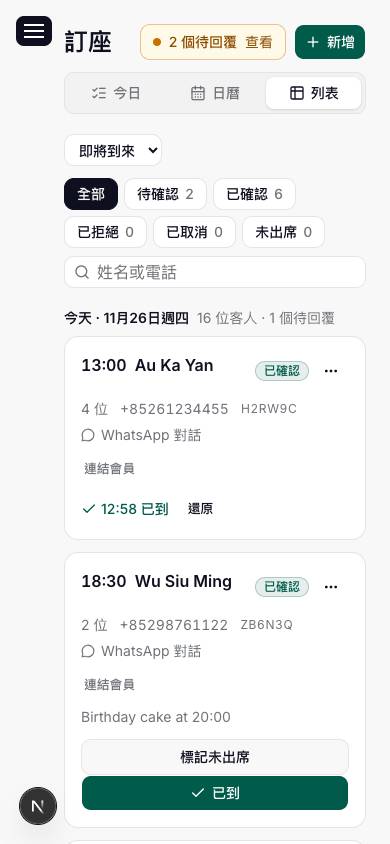 訂座
2 個待回覆 查看
新增
今日
日曆
列表
即將到來
全部
待確認 2
已確認 6
已拒絕 0
已取消 0
未出席 0
姓名或電話
今天 · 11月26日週四 16 位客人 · 1 個待回覆
13:00 Au Ka Yan
已確認
4 位 +85261234455 H2RW9C
WhatsApp 對話
連結會員
12:58 已到 還原
18:30 Wu Siu Ming
已確認
2 位 +85298761122 ZB6N3Q
WhatsApp 對話
連結會員
Birthday cake at 20:00
標記未出席
已到
N